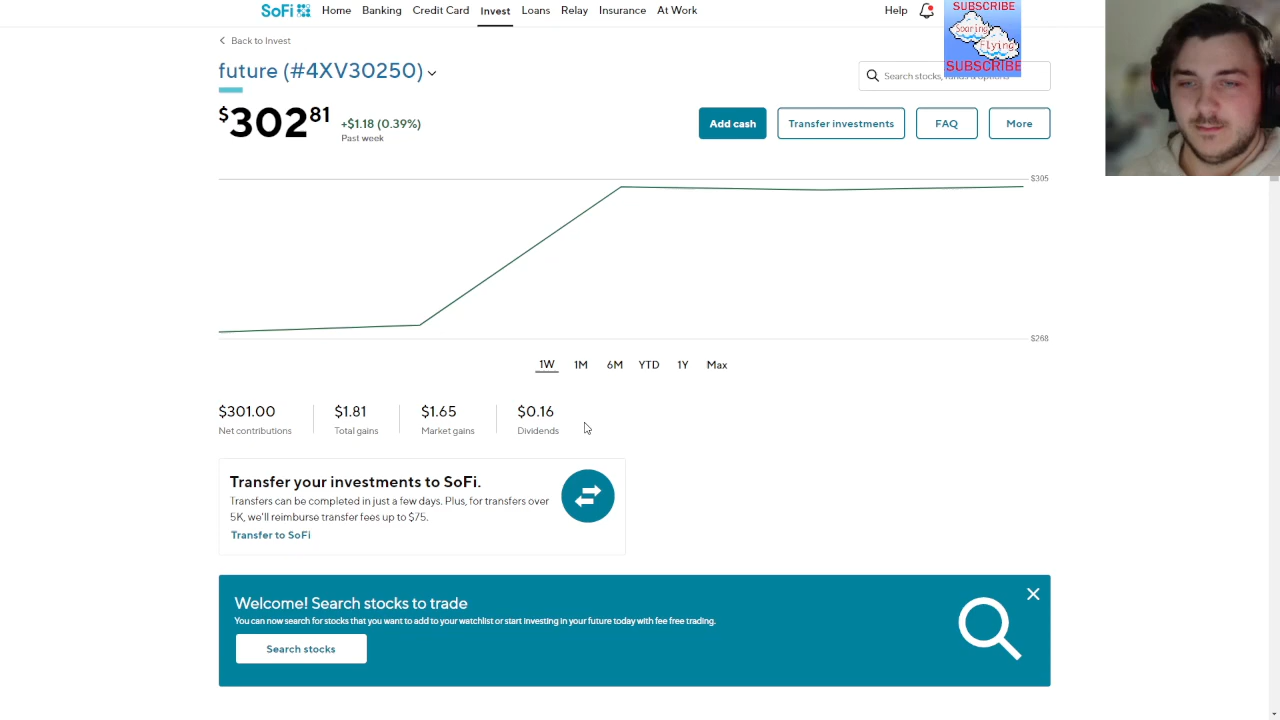 SoFi Home Banking Credit Card Invest Loans Relay Insurance At Work Help
SUBSCRIBE
Soaring
Flying
SUBSCRIBE
Back to Invest
future (#4XV30250)
Search stocks, funds & options
$302.81 +$1.18 (0.39%)
Past week
Add cash Transfer investments FAQ More
$305
$268
1W 1M 6M YTD 1Y Max
$301.00 $1.81 $1.65 $0.16
Net contributions Total gains Market gains Dividends
Transfer your investments to SoFi.
Transfers can be completed in just a few days. Plus, for transfers over
5K, we'll reimburse transfer fees up to $75.
Transfer to SoFi
Welcome! Search stocks to trade
You can now search for stocks that you want to add to your watchlist or start investing in your future today with fee free trading.
Search stocks